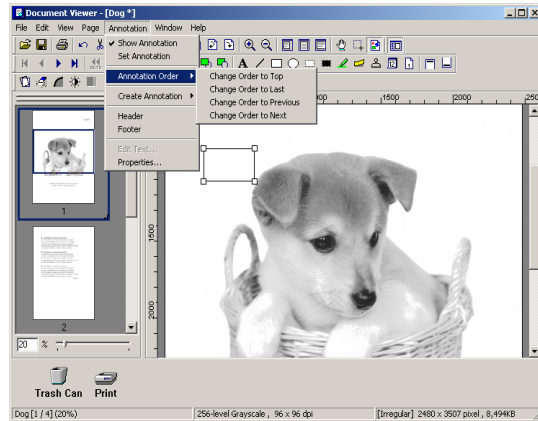 Document Viewer - [Dog *]
File Edit View Page Annotation Window Help
Show Annotation
Set Annotation
Annotation Order
Create Annotation
Header
Footer
Edit Text...
Properties...
Change Order to Top
Change Order to Last
Change Order to Previous
Change Order to Next
AUTO
A
1000 1500 2000 2500
1500
2000
1
2
20 %
Trash Can Print
Dog [1 / 4] (20%) 256-level Grayscale , 96 x 96 dpi [Irregular] 2480 x 3507 pixel , 8,494KB